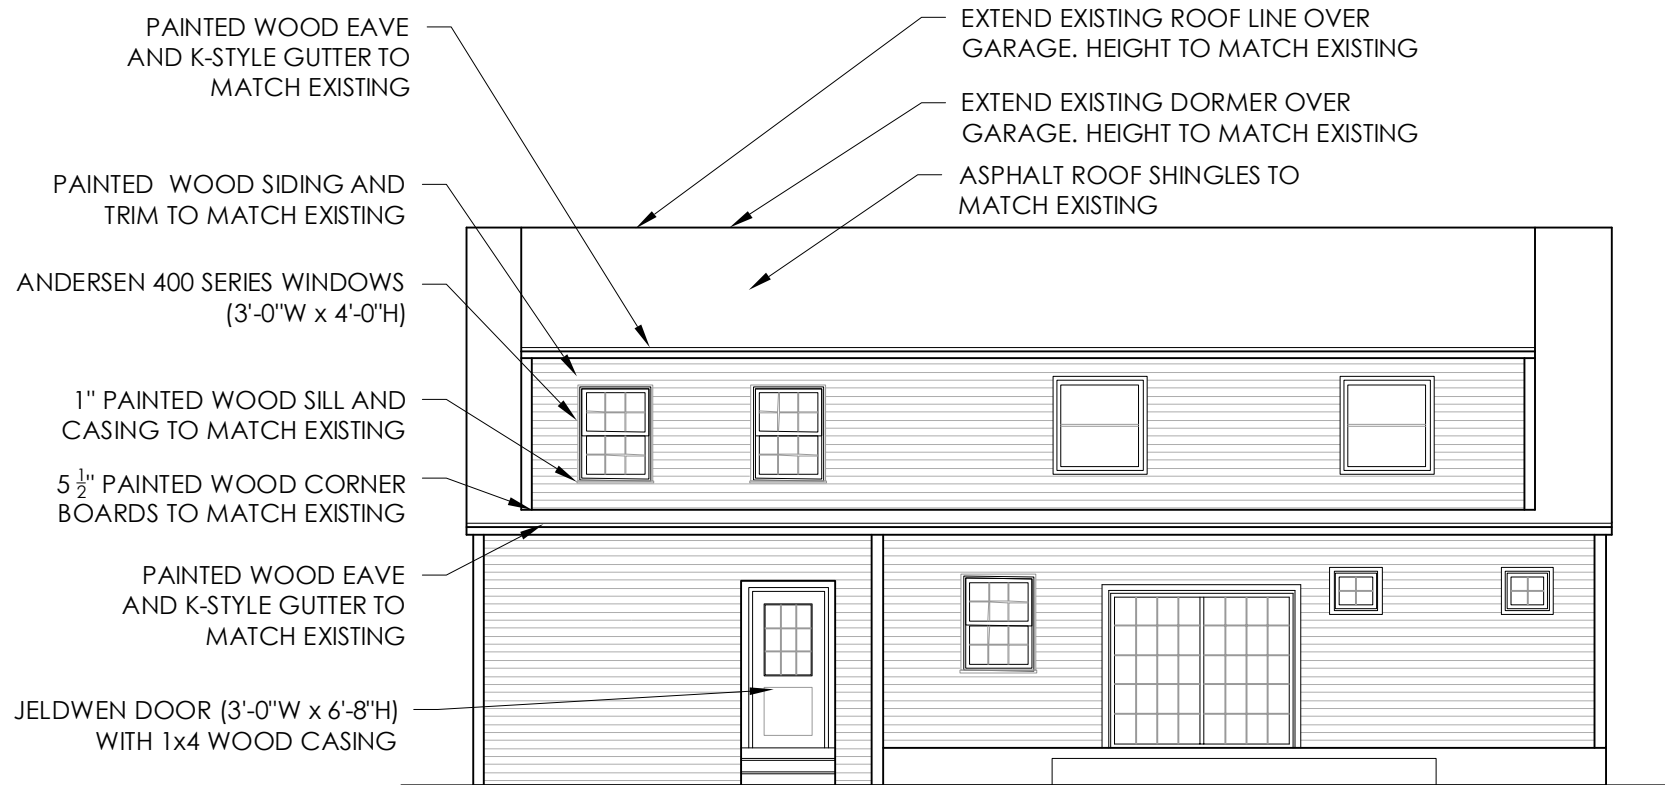 PAINTED WOOD EAVE
AND K-STYLE GUTTER TO
MATCH EXISTING
PAINTED WOOD SIDING AND
TRIM TO MATCH EXISTING
ANDERSEN 400 SERIES WINDOWS
(3'-0"W x 4'-0"H)
1" PAINTED WOOD SILL AND
CASING TO MATCH EXISTING
5 1/2" PAINTED WOOD CORNER
BOARDS TO MATCH EXISTING
PAINTED WOOD EAVE
AND K-STYLE GUTTER TO
MATCH EXISTING
JELDWEN DOOR (3'-0"W x 6'-8"H)
WITH 1x4 WOOD CASING
EXTEND EXISTING ROOF LINE OVER
GARAGE. HEIGHT TO MATCH EXISTING
EXTEND EXISTING DORMER OVER
GARAGE. HEIGHT TO MATCH EXISTING
ASPHALT ROOF SHINGLES TO
MATCH EXISTING